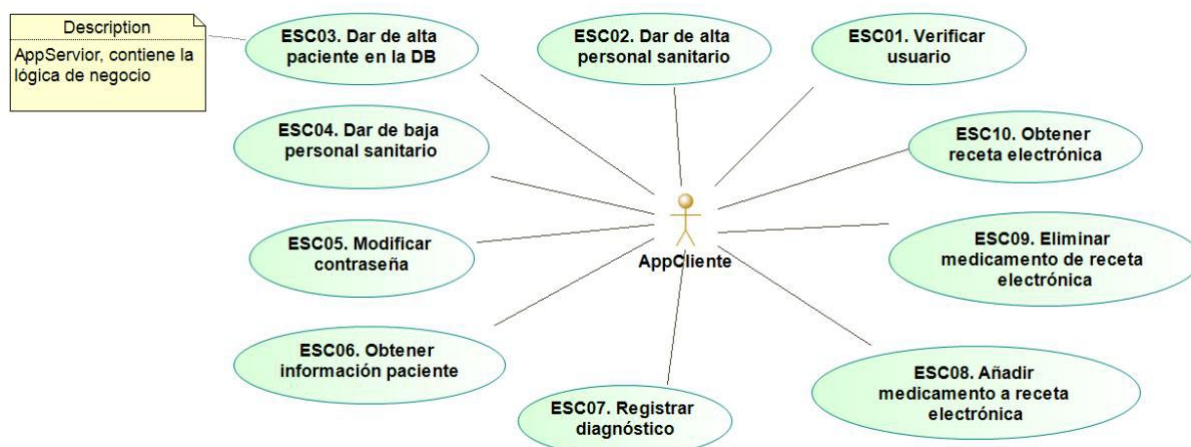 Description
AppServior, contiene la
lógica de negocio
ESC03. Dar de alta
paciente en la DB
ESC02. Dar de alta
personal sanitario
ESC01. Verificar
usuario
ESC04. Dar de baja
personal sanitario
ESC10. Obtener
receta electrónica
ESC05. Modificar
contraseña
AppCliente
ESC09. Eliminar
medicamento de receta
electrónica
ESC06. Obtener
información paciente
ESC07. Registrar
diagnóstico
ESC08. Añadir
medicamento a receta
electrónica